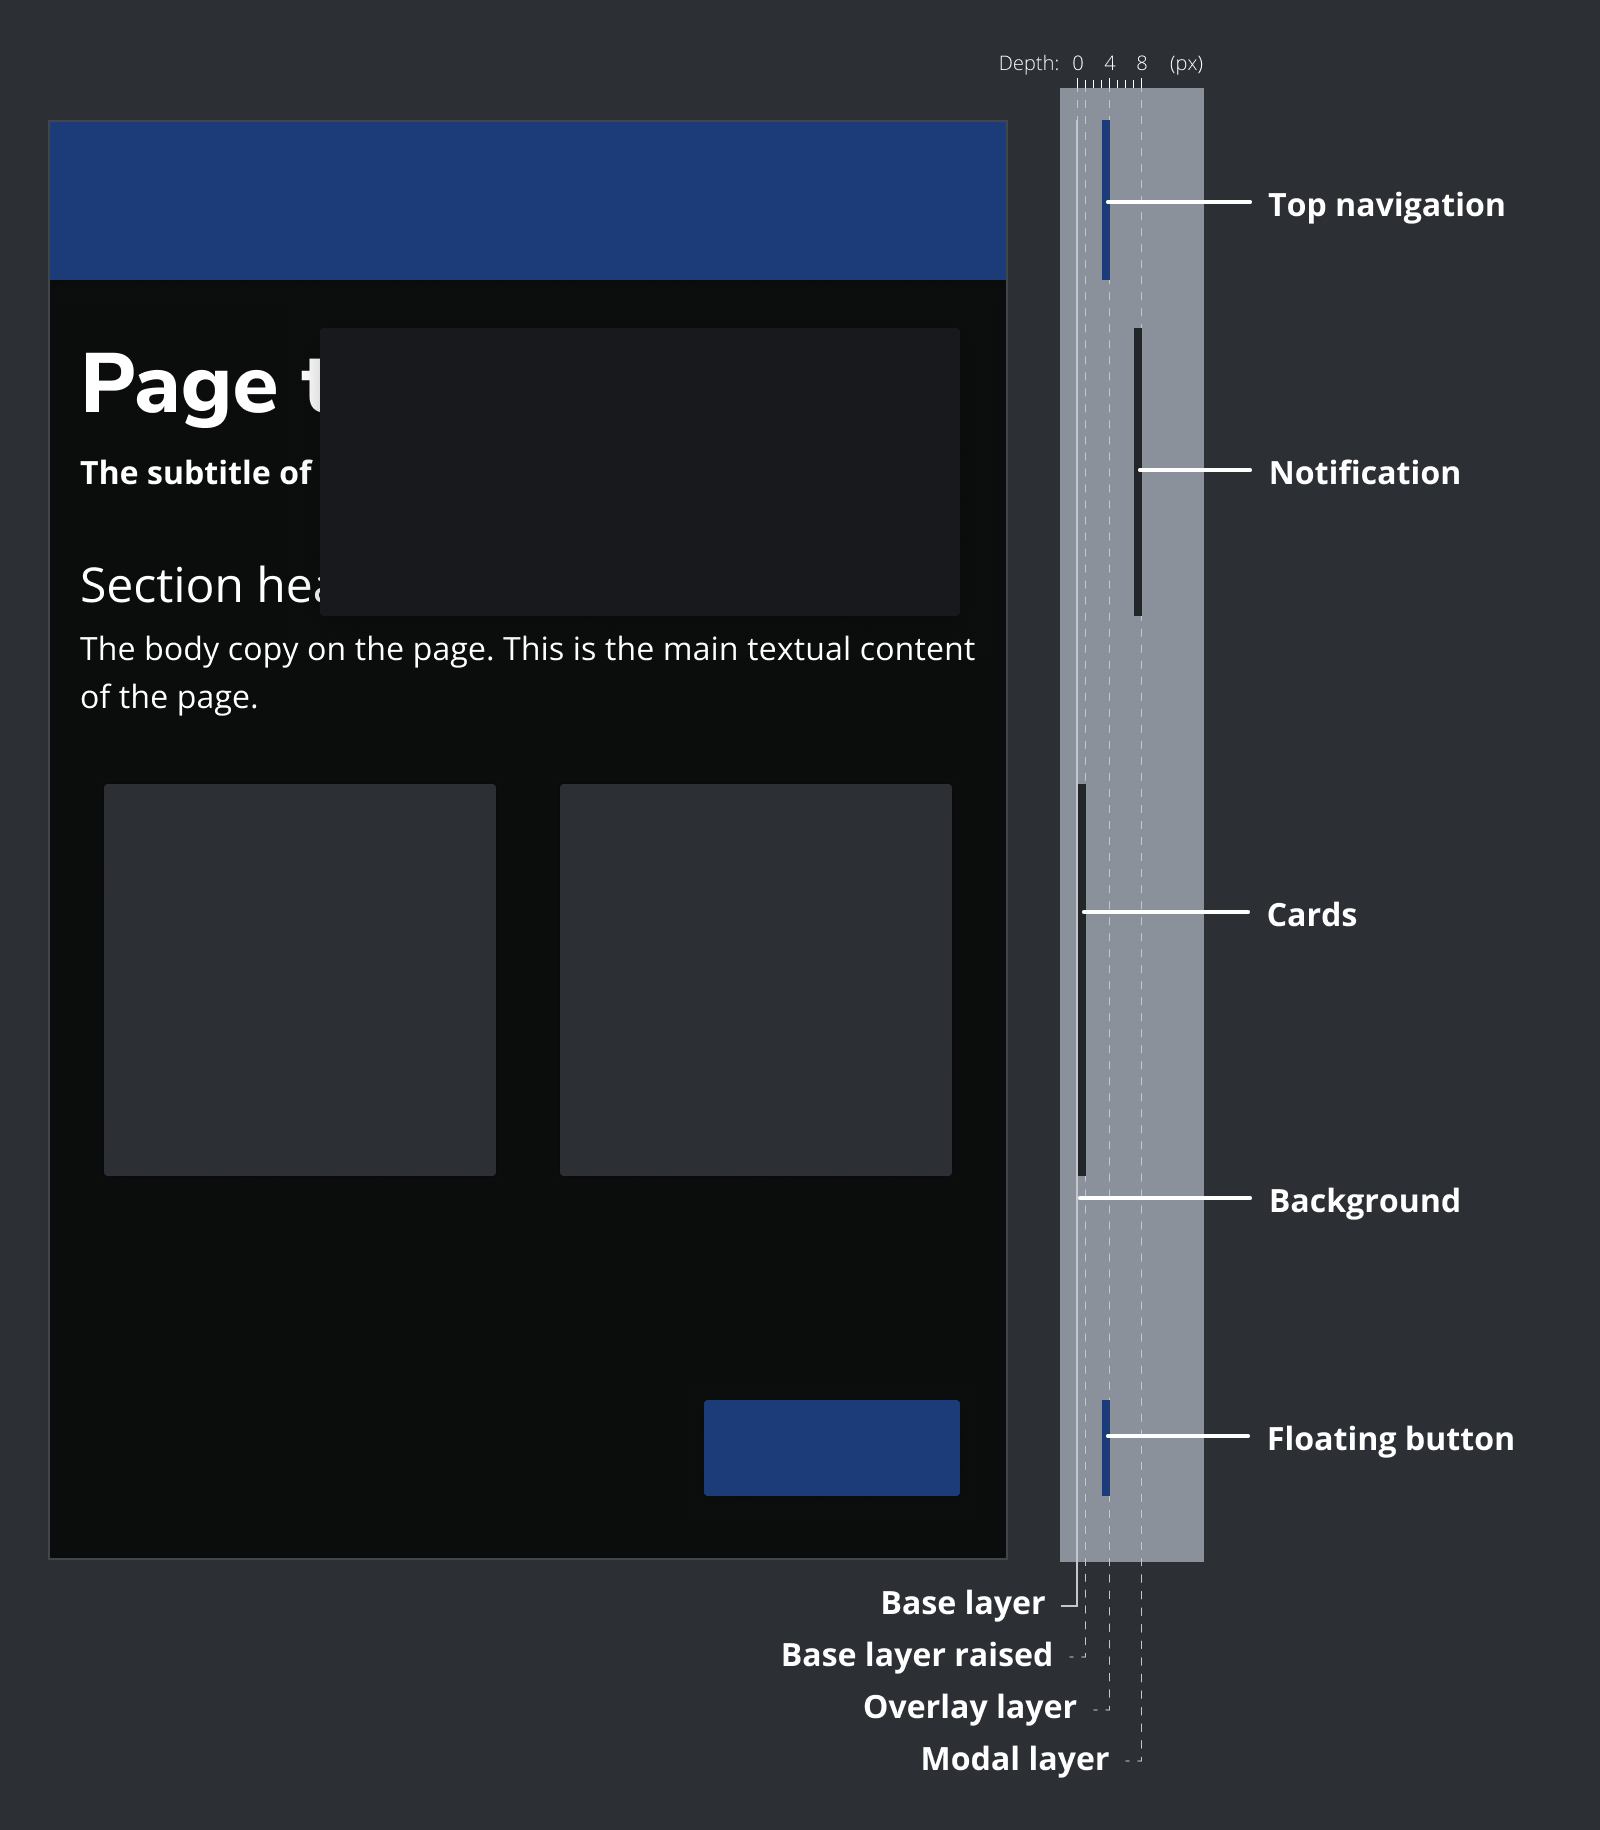 Depth: 0 4 8 (px)
Top navigation
Page t
Notification
The subtitle of
Section hea
The body copy on the page. This is the main textual content
of the page.
Cards
Background
Floating button
Base layer
Base layer raised
Overlay layer
Modal layer